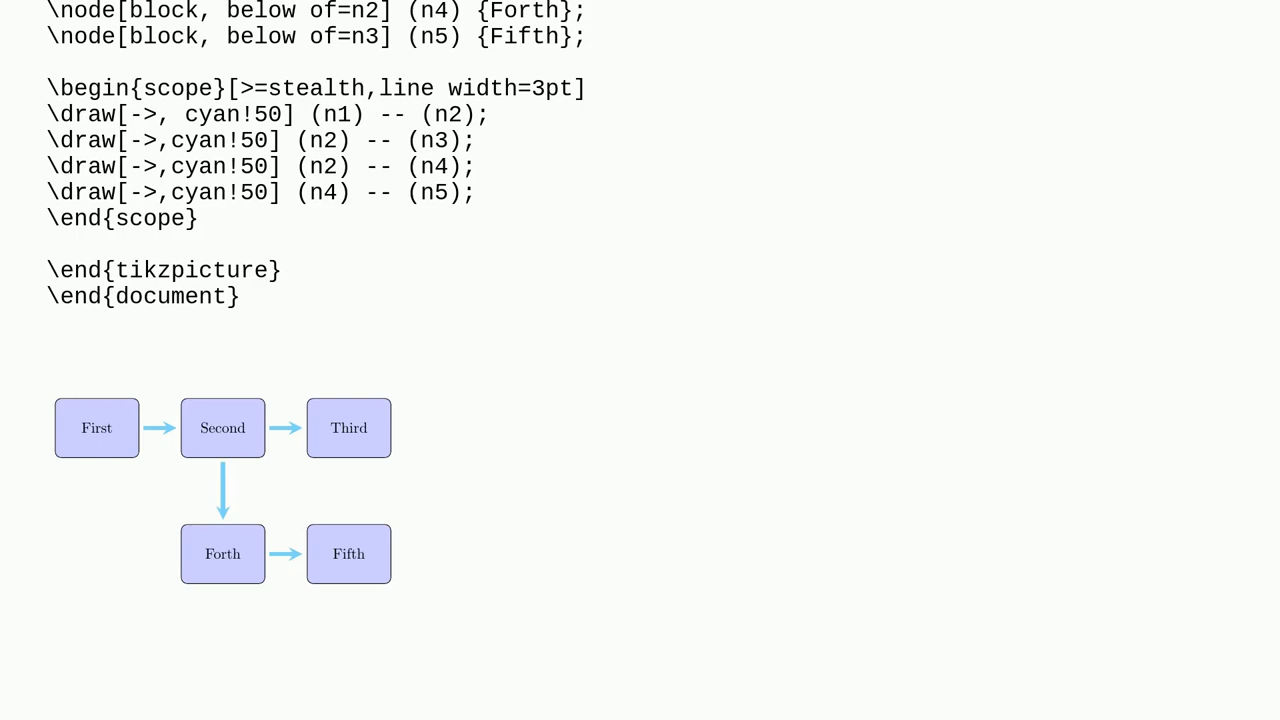 \node[block, below of=n2] (n4) {Forth};
\node[block, below of=n3] (n5) {Fifth};
\begin{scope}[>=stealth,line width=3pt]
\draw[->, cyan!50] (n1) -- (n2);
\draw[->,cyan!50] (n2) -- (n3);
\draw[->,cyan!50] (n2) -- (n4);
\draw[->,cyan!50] (n4) -- (n5);
\end{scope}
\end{tikzpicture}
\end{document}
First Second Third
Forth Fifth